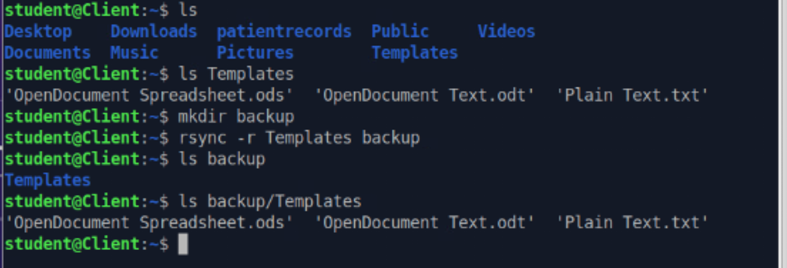 student@Client:~$ ls
Desktop    Downloads  patientrecords  Public     Videos
Documents  Music      Pictures        Templates
student@Client:~$ ls Templates
'OpenDocument Spreadsheet.ods'  'OpenDocument Text.odt'  'Plain Text.txt'
student@Client:~$ mkdir backup
student@Client:~$ rsync -r Templates backup
student@Client:~$ ls backup
Templates
student@Client:~$ ls backup/Templates
'OpenDocument Spreadsheet.ods'  'OpenDocument Text.odt'  'Plain Text.txt'
student@Client:~$